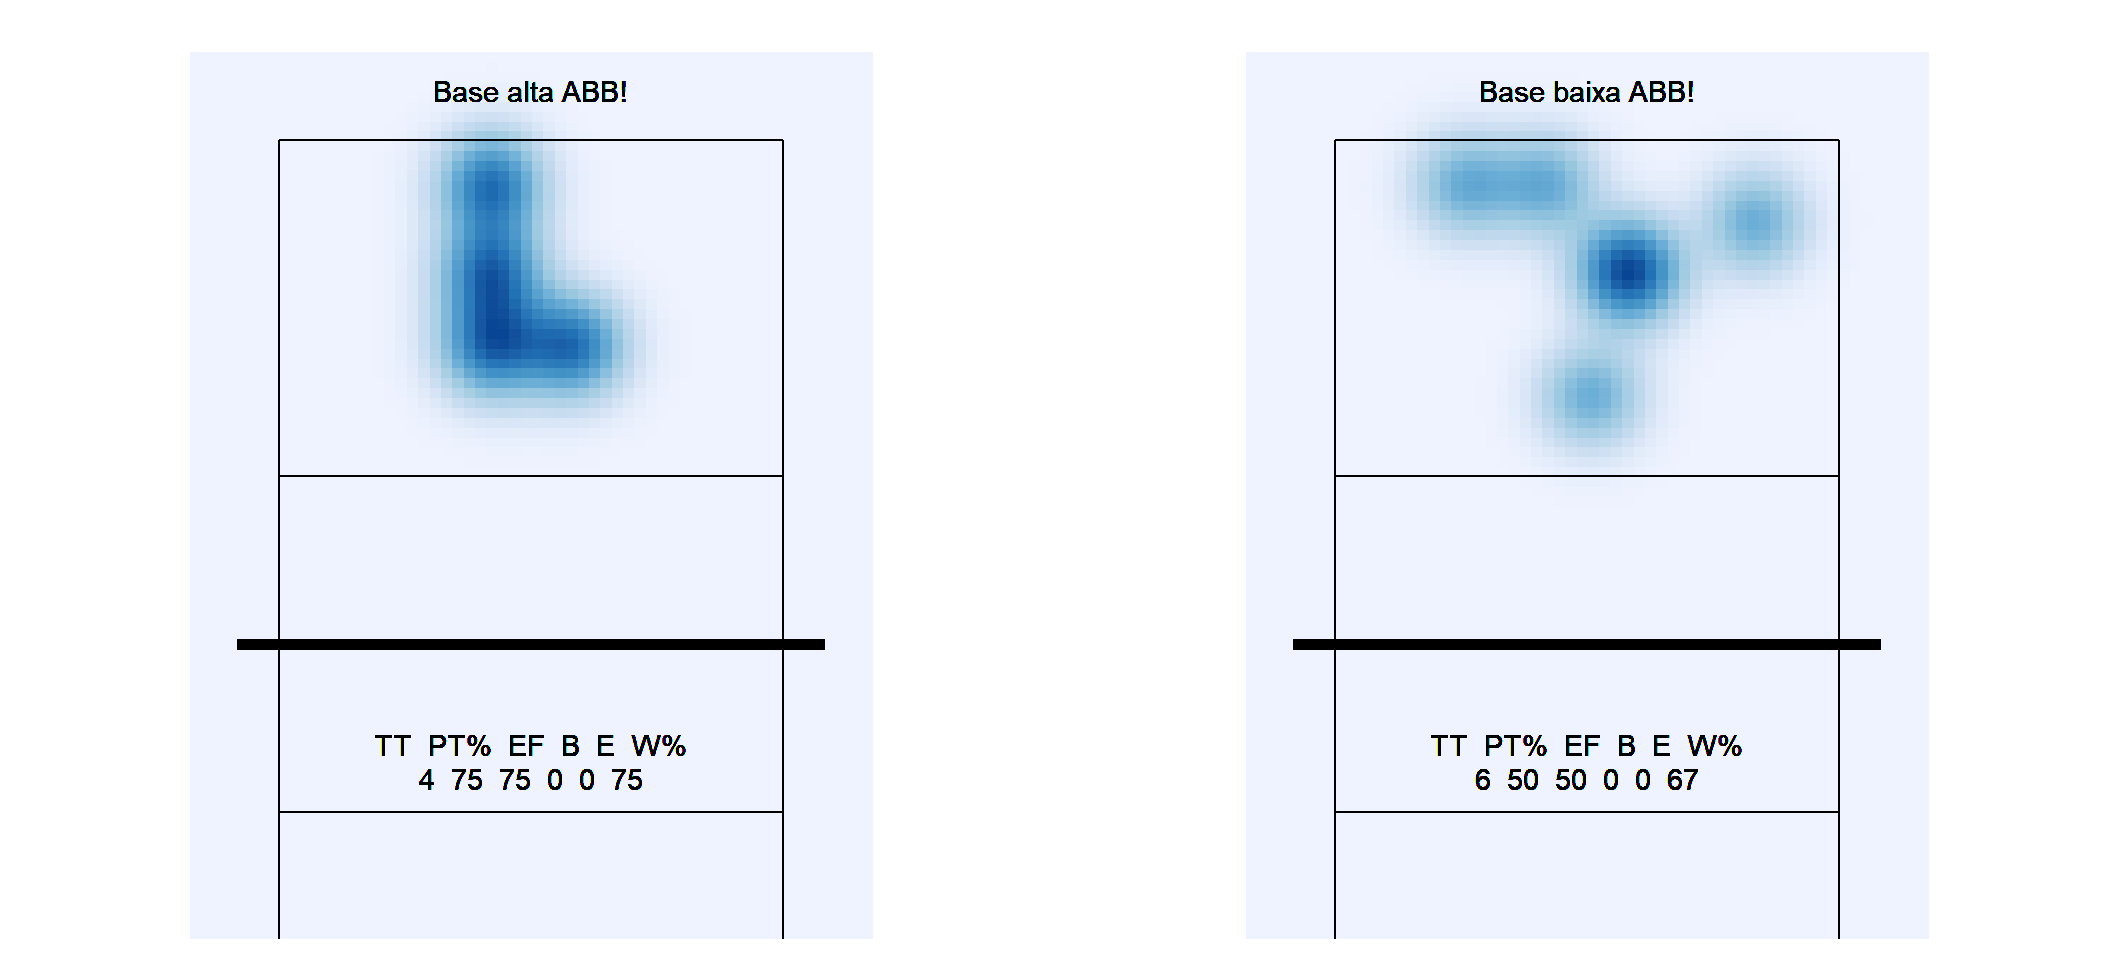 Base alta ABB!
TT PT% EF B E W%
4 75 75 0 0 75
Base baixa ABB!
TT PT% EF B E W%
6 50 50 0 0 67